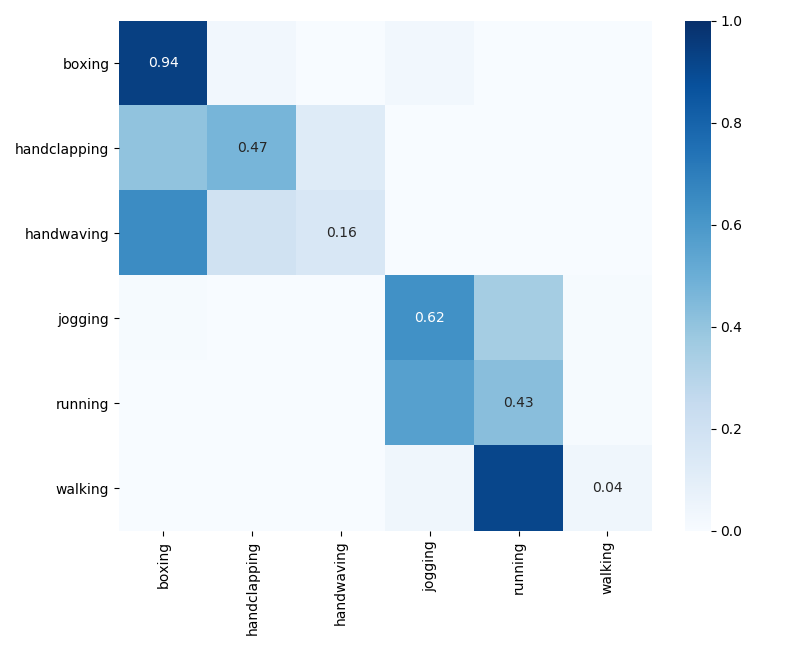 boxing
handclapping
handwaving
jogging
running
walking
0.94
0.47
0.16
0.62
0.43
0.04
boxing
handclapping
handwaving
jogging
running
walking
1.0
0.8
0.6
0.4
0.2
0.0